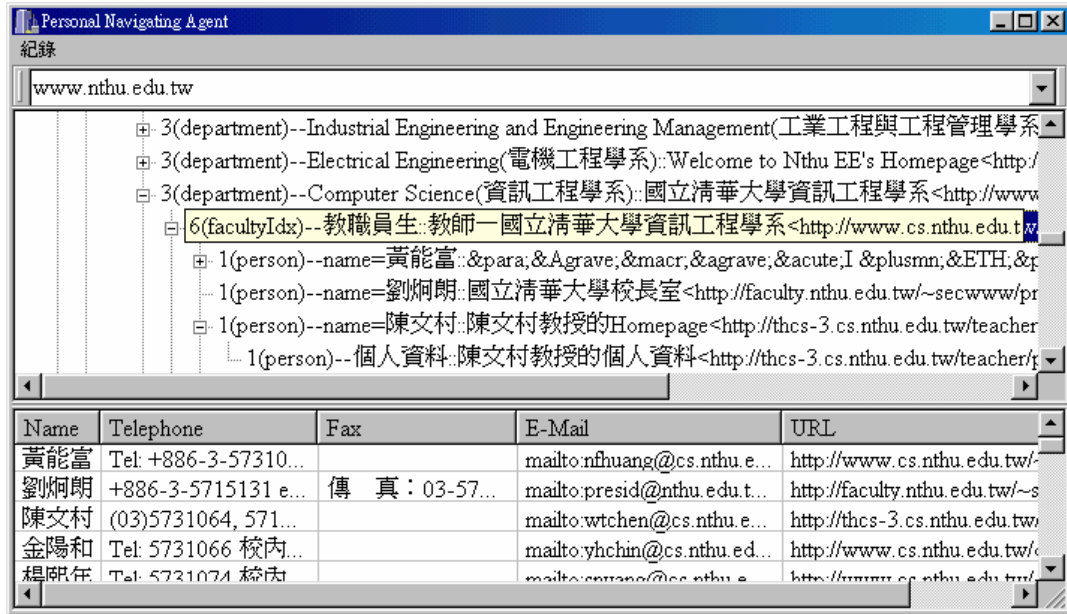 Personal Navigating Agent
紀錄
www.nthu.edu.tw
3(department)--Industrial Engineering and Engineering Management(工業工程與工程管理學系
3(department)--Electrical Engineering(電機工程學系)::Welcome to Nthu EE's Homepage<http:/
3(department)--Computer Science(資訊工程學系)::國立清華大學資訊工程學系<http://www
6(facultyIdx)--教職員生::教師－國立清華大學資訊工程學系<http://www.cs.nthu.edu.t
1(person)--name=黃能富::&para;&Agrave;&macr;&agrave;&acute;I &plusmn;&ETH;&p
1(person)--name=劉炯朗::國立清華大學校長室<http://faculty.nthu.edu.tw/~secwww/pr
1(person)--name=陳文村::陳文村教授的Homepage<http://thcs-3.cs.nthu.edu.tw/teacher
1(person)--個人資料::陳文村教授的個人資料<http://thcs-3.cs.nthu.edu.tw/teacher/p
Name Telephone Fax E-Mail URL
黃能富 Tel: +886-3-57310... mailto:nfhuang@cs.nthu.e... http://www.cs.nthu.edu.tw/~
劉炯朗 +886-3-5715131 e... 傳 真：03-57... mailto:presid@nthu.edu.t... http://faculty.nthu.edu.tw/~s
陳文村 (03)5731064, 571... mailto:wtchen@cs.nthu.e... http://thcs-3.cs.nthu.edu.tw/
金陽和 Tel: 5731066 校內... mailto:yhchin@cs.nthu.ed... http://www.cs.nthu.edu.tw/
楊熙年 Tel: 5731074 校內... http://www.cs.nthu.edu.tw/